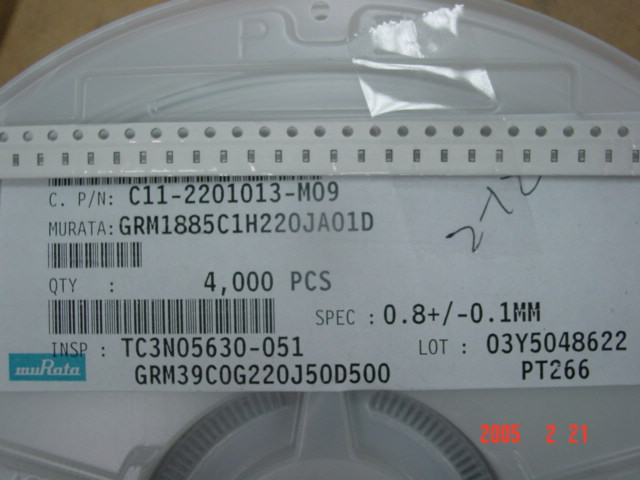 P
C. P/N: C11-2201013-M09
MURATA: GRM1885C1H220JA01D
QTY : 4,000 PCS
SPEC : 0.8+/-0.1MM
INSP : TC3N05630-051 LOT : 03Y5048622
muRata GRM39C0G220J50D500 PT266
2005 2 21